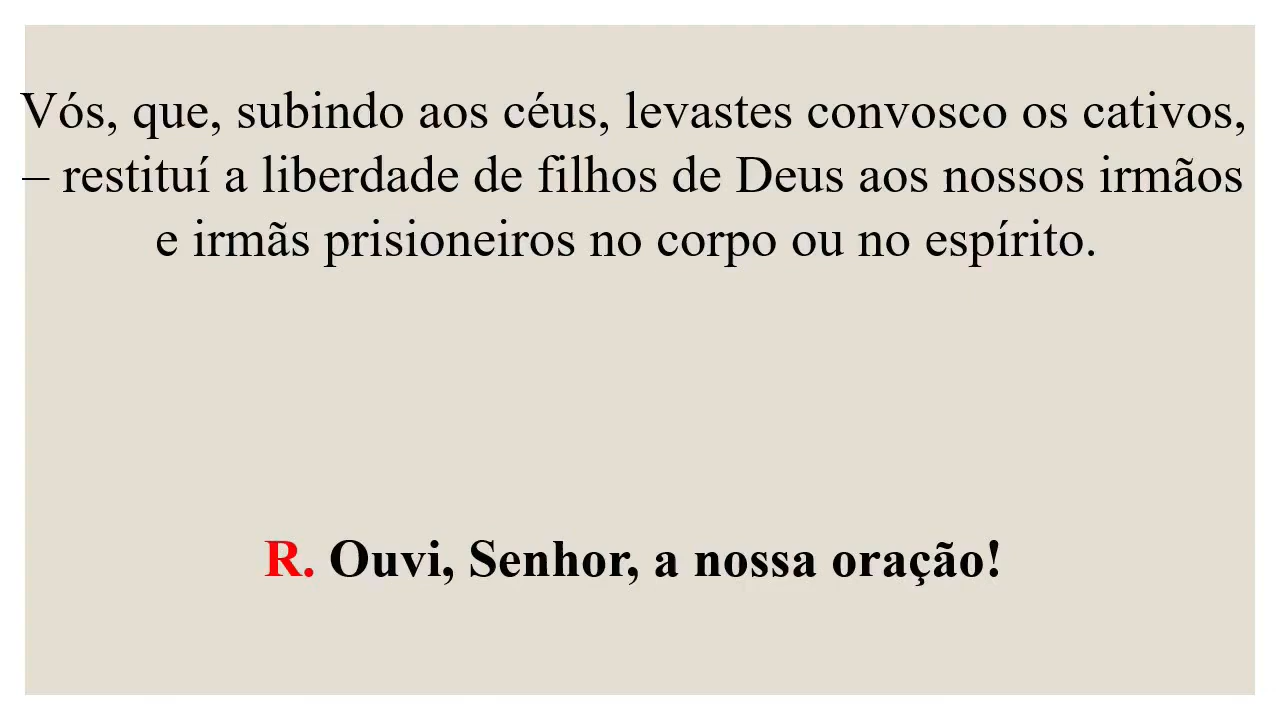 Vós, que, subindo aos céus, levastes convosco os cativos,
– restituí a liberdade de filhos de Deus aos nossos irmãos
e irmãs prisioneiros no corpo ou no espírito.
R. Ouvi, Senhor, a nossa oração!